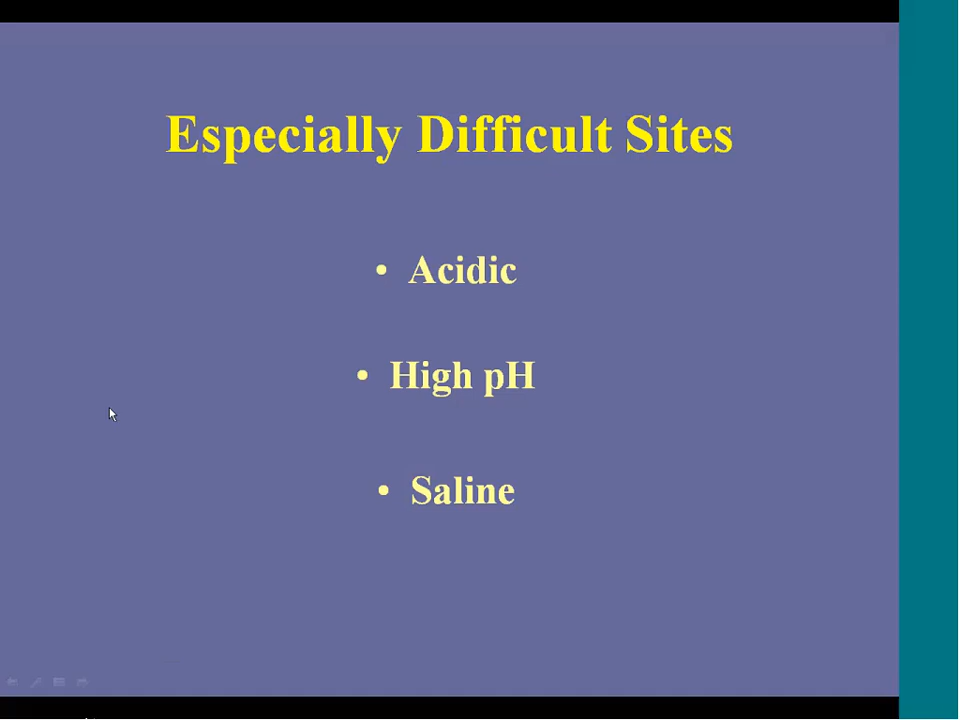 Especially Difficult Sites
• Acidic
• High pH
• Saline